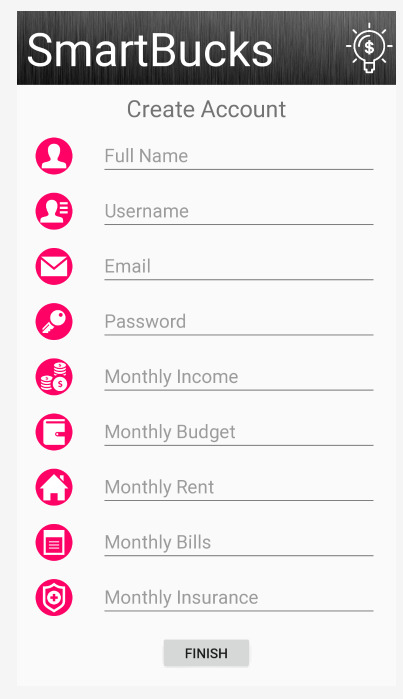 SmartBucks
$
Create Account
Full Name
Username
Email
Password
Monthly Income
$
Monthly Budget
Monthly Rent
Monthly Bills
Monthly Insurance
FINISH